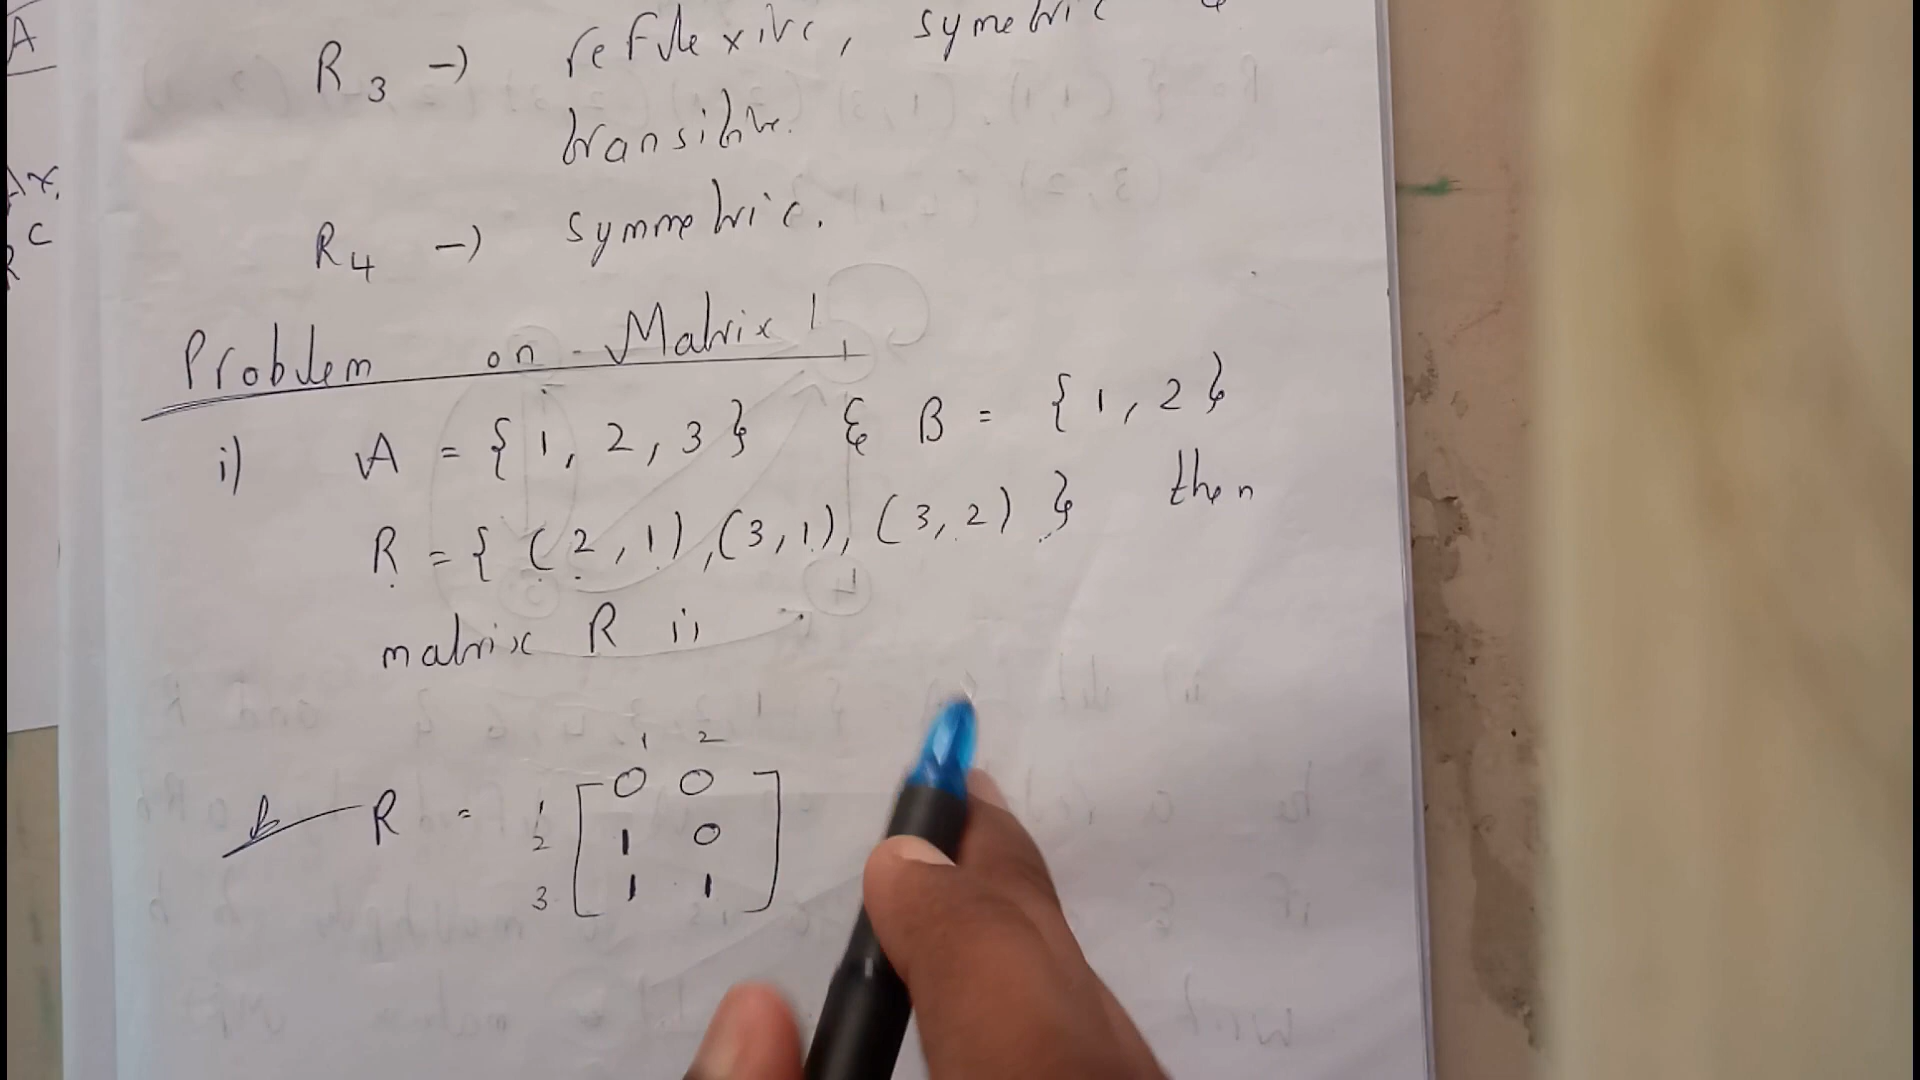 A
R3 → reflexive, symetric &
transitive.
R4 → symmetric.
Problem on Matrix!
i) A = {1, 2, 3} & B = {1, 2}
R = { (2, 1), (3, 1), (3, 2) } then
matrix R is
1 2
R = 1 [ 0 0
2 1 0
3 1 1 ]